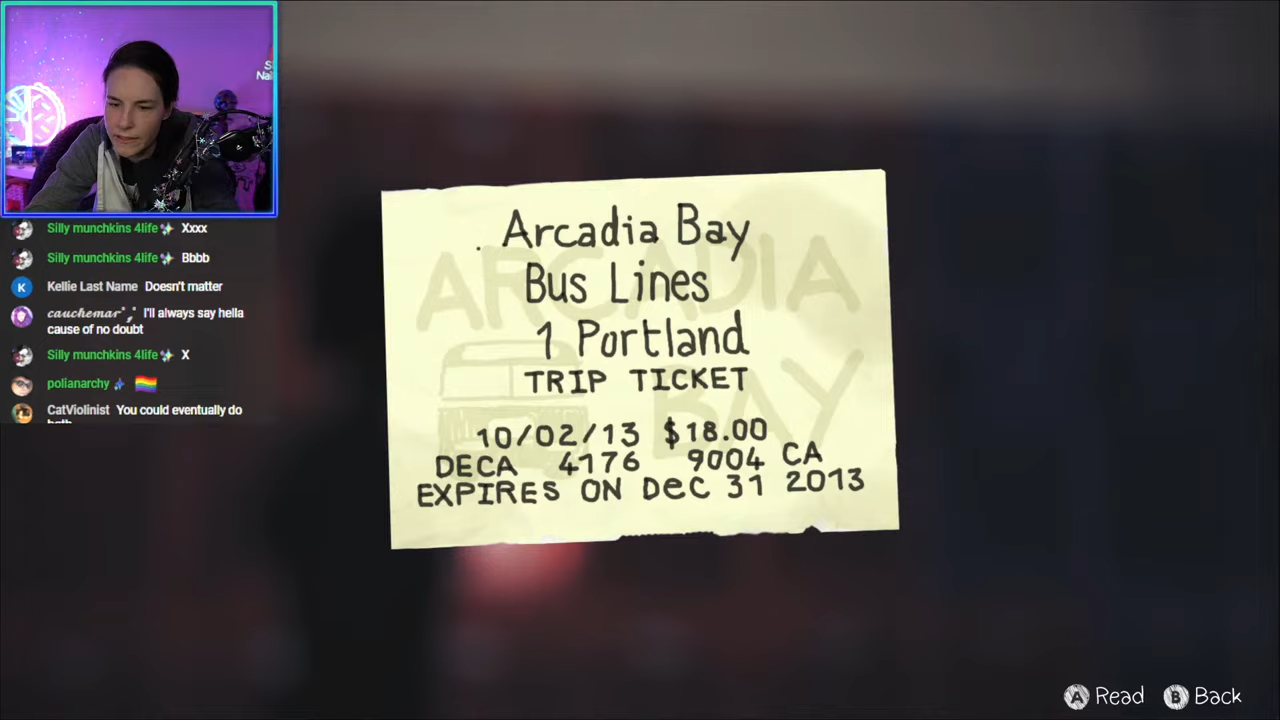 Silly munchkins 4life Xxxx
Silly munchkins 4life Bbbb
Kellie Last Name Doesn't matter
cauchemar I'll always say hella
cause of no doubt
Silly munchkins 4life X
polianarchy
CatViolinist You could eventually do
ARCADIA
BAY
Arcadia Bay
Bus Lines
1 Portland
TRIP TICKET
10/02/13 $18.00
DECA 4176 9004 CA
EXPIRES ON DEC 31 2013
A Read B Back